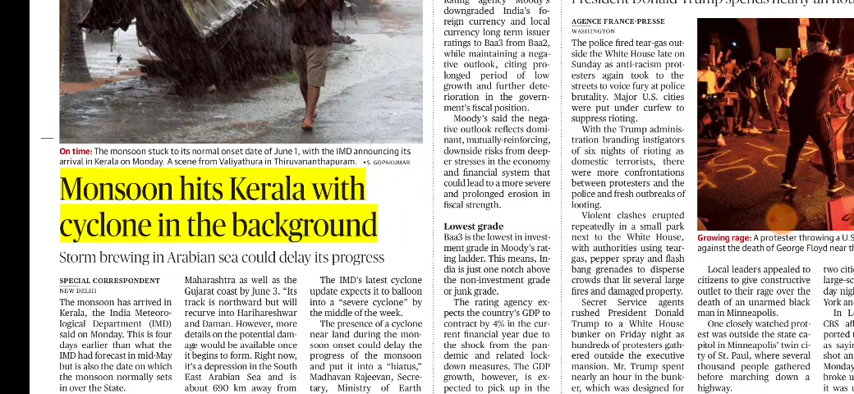 On time: The monsoon stuck to its normal onset date of June 1, with the IMD announcing its
arrival in Kerala on Monday. A scene from Valiyathura in Thiruvananthapuram. •S. GOPAKUMAR
Monsoon hits Kerala with
cyclone in the background
Storm brewing in Arabian sea could delay its progress
SPECIAL CORRESPONDENT
NEW DELHI
The monsoon has arrived in
Kerala, the India Meteoro-
logical Department (IMD)
said on Monday. This is four
days earlier than what the
IMD had forecast in mid-May
but is also the date on which
the monsoon normally sets
in over the State.
Maharashtra as well as the
Gujarat coast by June 3. “Its
track is northward but will
recurve into Harihareshwar
and Daman. However, more
details on the potential dam-
age would be available once
it begins to form. Right now,
it’s a depression in the South
East Arabian Sea and is
about 690 km away from
The IMD’s latest cyclone
update expects it to balloon
into a “severe cyclone” by
the middle of the week.
The presence of a cyclone
near land during the mon-
soon onset could delay the
progress of the monsoon
and put it into a “hiatus,”
Madhavan Rajeevan, Secre-
tary, Ministry of Earth
Rating agency Moody’s
downgraded India’s fo-
reign currency and local
currency long term issuer
ratings to Baa3 from Baa2,
while maintaining a nega-
tive outlook, citing pro-
longed period of low
growth and further dete-
rioration in the govern-
ment’s fiscal position.
Moody’s said the nega-
tive outlook reflects domi-
nant, mutually-reinforcing,
downside risks from deep-
er stresses in the economy
and financial system that
could lead to a more severe
and prolonged erosion in
fiscal strength.
Lowest grade
Baa3 is the lowest in invest-
ment grade in Moody’s rat-
ing ladder. This means, In-
dia is just one notch above
the non-investment grade
or junk grade.
The rating agency ex-
pects the country’s GDP to
contract by 4% in the cur-
rent financial year due to
the shock from the pan-
demic and related lock-
down measures. The GDP
growth, however, is ex-
pected to pick up in the
President Donald Trump spends nearly an hou
AGENCE FRANCE-PRESSE
WASHINGTON
The police fired tear-gas out-
side the White House late on
Sunday as anti-racism prot-
esters again took to the
streets to voice fury at police
brutality. Major U.S. cities
were put under curfew to
suppress rioting.
With the Trump adminis-
tration branding instigators
of six nights of rioting as
domestic terrorists, there
were more confrontations
between protesters and the
police and fresh outbreaks of
looting.
Violent clashes erupted
repeatedly in a small park
next to the White House,
with authorities using tear-
gas, pepper spray and flash
bang grenades to disperse
crowds that lit several large
fires and damaged property.
Secret Service agents
rushed President Donald
Trump to a White House
bunker on Friday night as
hundreds of protesters gath-
ered outside the executive
mansion. Mr. Trump spent
nearly an hour in the bunk-
er, which was designed for
Growing rage: A protester throwing a U.S
against the death of George Floyd near th
Local leaders appealed to
citizens to give constructive
outlet to their rage over the
death of an unarmed black
man in Minneapolis.
One closely watched prot-
est was outside the state ca-
pitol in Minneapolis’ twin ci-
ty of St. Paul, where several
thousand people gathered
before marching down a
highway.
two citi
large-sc
day nigh
York an
In L
CBS aff
ported t
as sayin
shot an
Monday
broke u
it was u